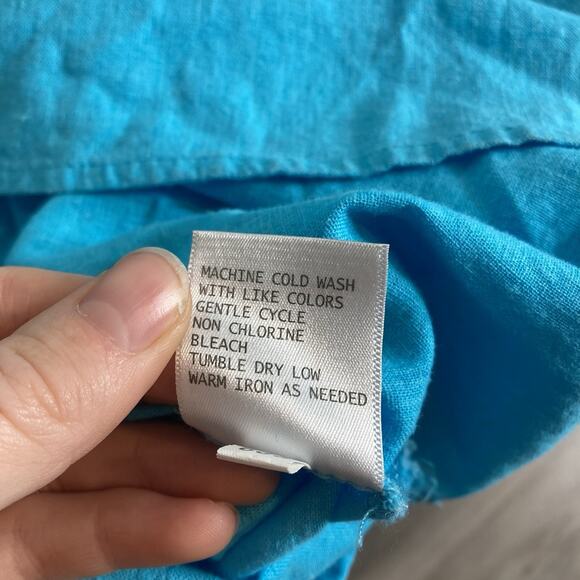 MACHINE COLD WASH
WITH LIKE COLORS
GENTLE CYCLE
NON CHLORINE
BLEACH
TUMBLE DRY LOW
WARM IRON AS NEEDED